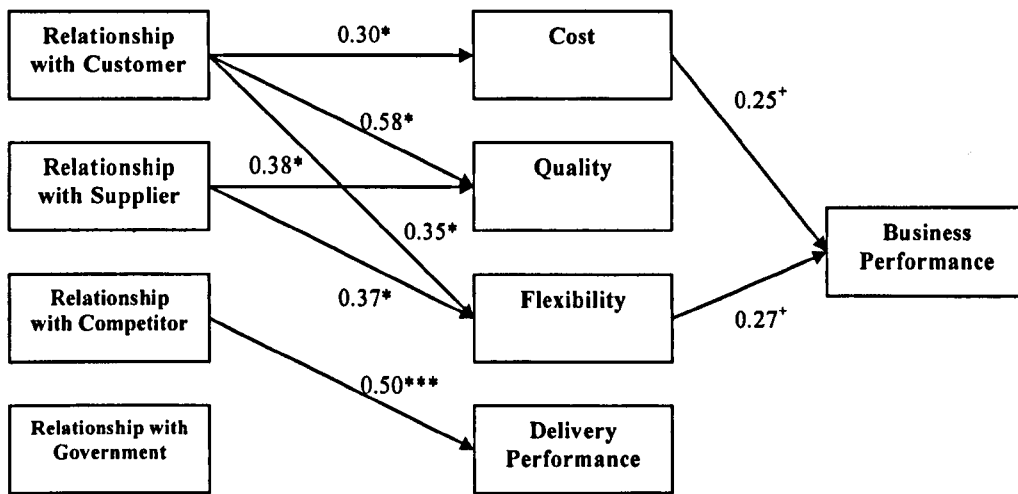 Relationship
with Customer
0.30*
Cost
0.58*
0.25⁺
Relationship
with Supplier
0.38*
Quality
0.35*
Business
Performance
Relationship
with Competitor
0.37*
Flexibility
0.27⁺
0.50***
Relationship with
Government
Delivery
Performance